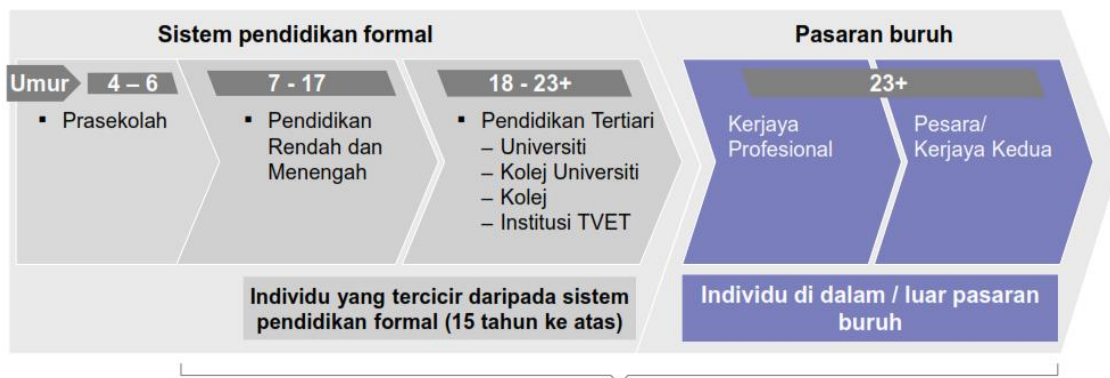 Sistem pendidikan formal
Pasaran buruh
Umur
4 – 6
7 - 17
18 - 23+
23+
▪ Prasekolah
▪ Pendidikan
Rendah dan
Menengah
▪ Pendidikan Tertiari
– Universiti
– Kolej Universiti
– Kolej
– Institusi TVET
Kerjaya
Profesional
Pesara/
Kerjaya Kedua
Individu yang tercicir daripada sistem
pendidikan formal (15 tahun ke atas)
Individu di dalam / luar pasaran
buruh